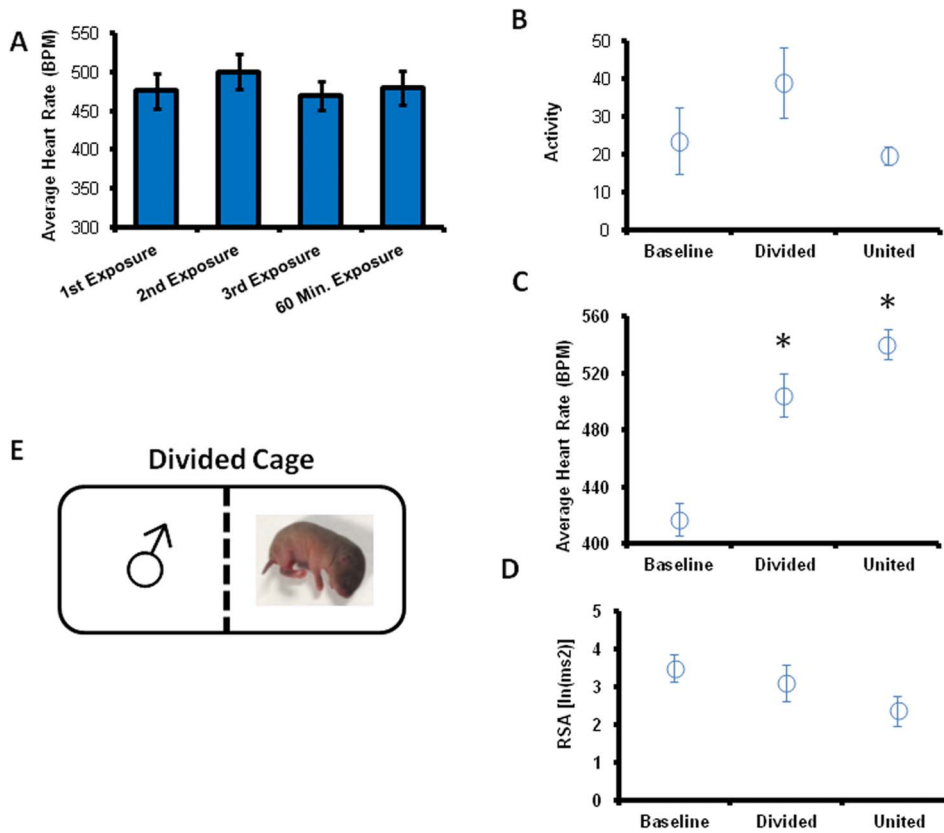 A
Average Heart Rate (BPM)
550
500
450
400
350
300
1st Exposure
2nd Exposure
3rd Exposure
60 Min. Exposure
B
Activity
50
40
30
20
10
0
Baseline Divided United
C
Average Heart Rate (BPM)
560
520
480
440
400
* *
Baseline Divided United
E
Divided Cage
D
RSA [ln(ms2)]
5
4
3
2
1
0
Baseline Divided United